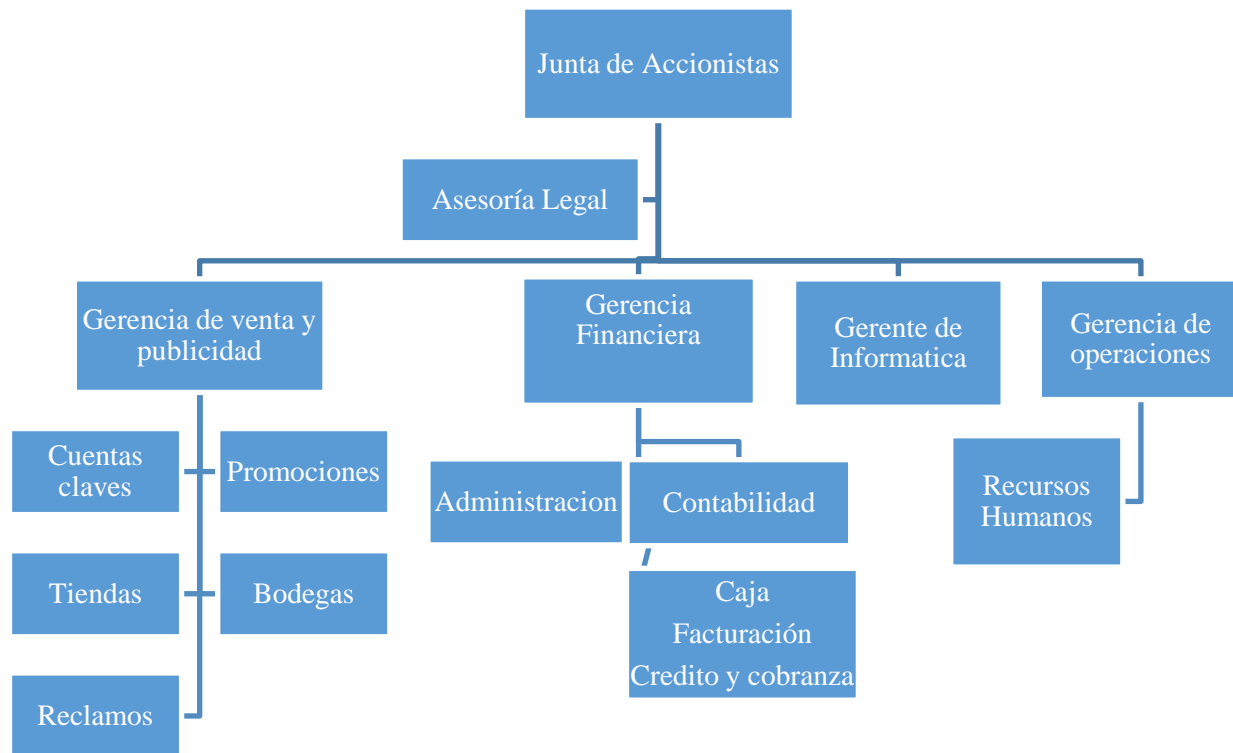 Junta de Accionistas
Asesoría Legal
Gerencia de venta y
publicidad
Gerencia
Financiera
Gerente de
Informatica
Gerencia de
operaciones
Cuentas
claves
Promociones
Administracion
Contabilidad
Recursos
Humanos
Tiendas
Bodegas
Caja
Facturación
Credito y cobranza
Reclamos